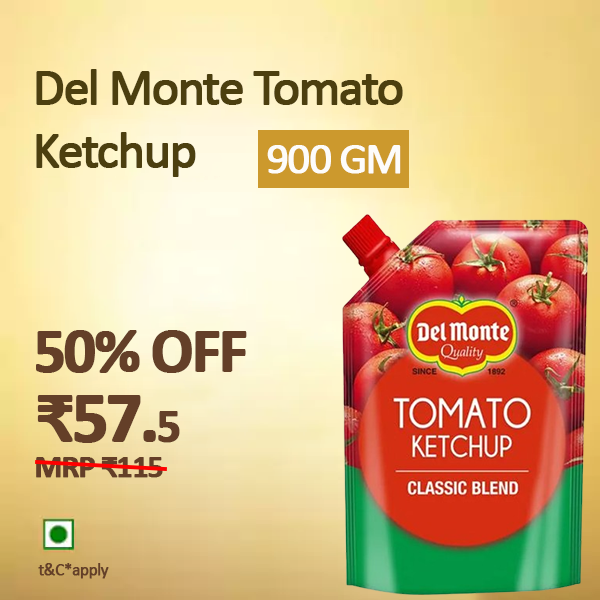 Del Monte Tomato
Ketchup
900 GM
50% OFF
₹57.5
MRP ₹115
t&C*apply
Del Monte
®
Quality
SINCE 1892
TOMATO
KETCHUP
CLASSIC BLEND